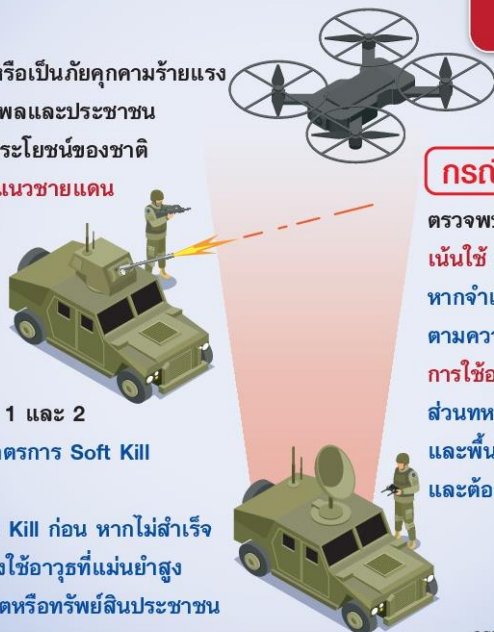 หรือเป็นภัยคุกคามร้ายแรง
พลและประชาชน
ระโยชน์ของชาติ
แนวชายแดน
1 และ 2
ตรการ Soft Kill
Kill ก่อน หากไม่สำเร็จ
งใช้อาวุธที่แม่นยำสูง
ตหรือทรัพย์สินประชาชน
กรณ
ตรวจพบ
เน้นใช้
หากจำเ
ตามควา
การใช้อ
ส่วนทห
และพื้น
และต้อ